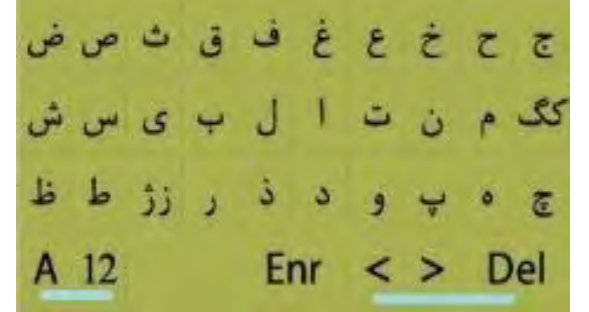 ض ص ث ق ف غ ع خ ح ج
ش س ی ب ل ا ت ن م کگ
ظ ط زژ ر ذ د و پ ه چ
A 12 Enr < > Del